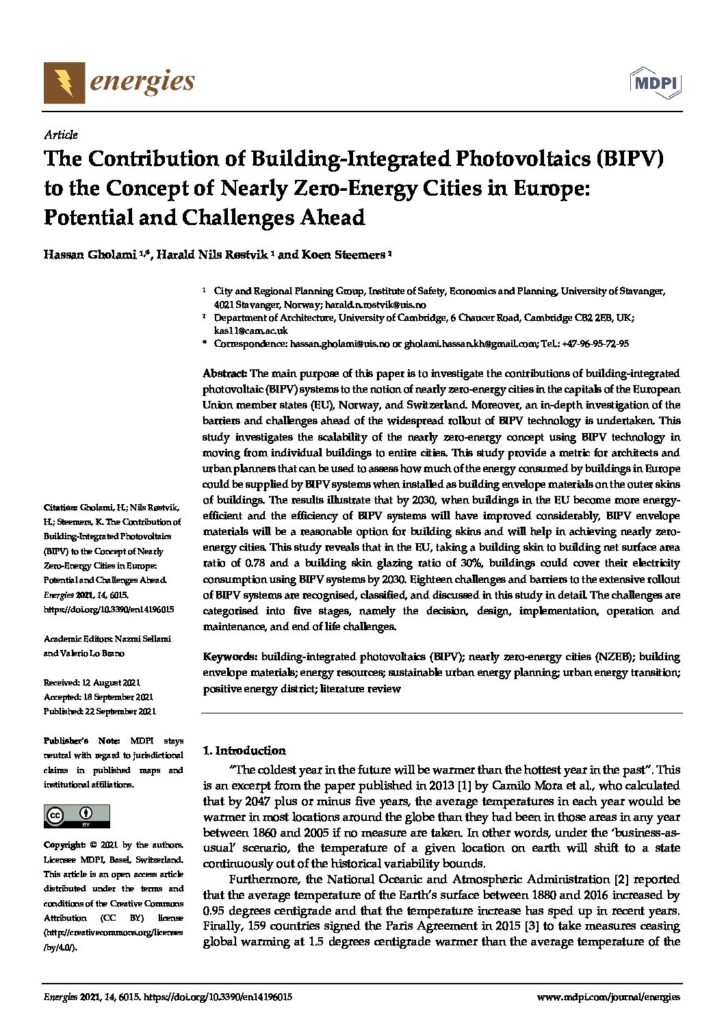 energies
MDPI
Article
The Contribution of Building-Integrated Photovoltaics (BIPV)
to the Concept of Nearly Zero-Energy Cities in Europe:
Potential and Challenges Ahead
Hassan Gholami 1,*, Harald Nils Røstvik 1 and Koen Steemers 2
1 City and Regional Planning Group, Institute of Safety, Economics and Planning, University of Stavanger,
4021 Stavanger, Norway; harald.n.rostvik@uis.no
2 Department of Architecture, University of Cambridge, 6 Chaucer Road, Cambridge CB2 2EB, UK;
kas11@cam.ac.uk
* Correspondence: hassan.gholami@uis.no or gholami.hassan.kh@gmail.com; Tel.: +47-96-95-72-95
Abstract: The main purpose of this paper is to investigate the contributions of building-integrated
photovoltaic (BIPV) systems to the notion of nearly zero-energy cities in the capitals of the European
Union member states (EU), Norway, and Switzerland. Moreover, an in-depth investigation of the
barriers and challenges ahead of the widespread rollout of BIPV technology is undertaken. This
study investigates the scalability of the nearly zero-energy concept using BIPV technology in
moving from individual buildings to entire cities. This study provide a metric for architects and
urban planners that can be used to assess how much of the energy consumed by buildings in Europe
could be supplied by BIPV systems when installed as building envelope materials on the outer skins
of buildings. The results illustrate that by 2030, when buildings in the EU become more energy-
efficient and the efficiency of BIPV systems will have improved considerably, BIPV envelope
materials will be a reasonable option for building skins and will help in achieving nearly zero-
energy cities. This study reveals that in the EU, taking a building skin to building net surface area
ratio of 0.78 and a building skin glazing ratio of 30%, buildings could cover their electricity
consumption using BIPV systems by 2030. Eighteen challenges and barriers to the extensive rollout
of BIPV systems are recognised, classified, and discussed in this study in detail. The challenges are
categorised into five stages, namely the decision, design, implementation, operation and
maintenance, and end of life challenges.
Keywords: building-integrated photovoltaics (BIPV); nearly zero-energy cities (NZEB); building
envelope materials; energy resources; sustainable urban energy planning; urban energy transition;
positive energy district; literature review
Citation: Gholami, H.; Nils Røstvik,
H.; Steemers, K. The Contribution of
Building-Integrated Photovoltaics
(BIPV) to the Concept of Nearly
Zero-Energy Cities in Europe:
Potential and Challenges Ahead.
Energies 2021, 14, 6015.
https://doi.org/10.3390/en14196015
Academic Editors: Nazmi Sellami
and Valerio Lo Brano
Received: 12 August 2021
Accepted: 18 September 2021
Published: 22 September 2021
Publisher's Note: MDPI stays
neutral with regard to jurisdictional
claims in published maps and
institutional affiliations.
cc BY
Copyright: © 2021 by the authors.
Licensee MDPI, Basel, Switzerland.
This article is an open access article
distributed under the terms and
conditions of the Creative Commons
Attribution (CC BY) license
(http://creativecommons.org/licenses
/by/4.0/).
1. Introduction
"The coldest year in the future will be warmer than the hottest year in the past". This
is an excerpt from the paper published in 2013 [1] by Camilo Mora et al., who calculated
that by 2047 plus or minus five years, the average temperatures in each year would be
warmer in most locations around the globe than they had been in those areas in any year
between 1860 and 2005 if no measure are taken. In other words, under the 'business-as-
usual' scenario, the temperature of a given location on earth will shift to a state
continuously out of the historical variability bounds.
Furthermore, the National Oceanic and Atmospheric Administration [2] reported
that the average temperature of the Earth's surface between 1880 and 2016 increased by
0.95 degrees centigrade and that the temperature increase has sped up in recent years.
Finally, 159 countries signed the Paris Agreement in 2015 [3] to take measures ceasing
global warming at 1.5 degrees centigrade warmer than the average temperature of the
Energies 2021, 14, 6015. https://doi.org/10.3390/en14196015
www.mdpi.com/journal/energies